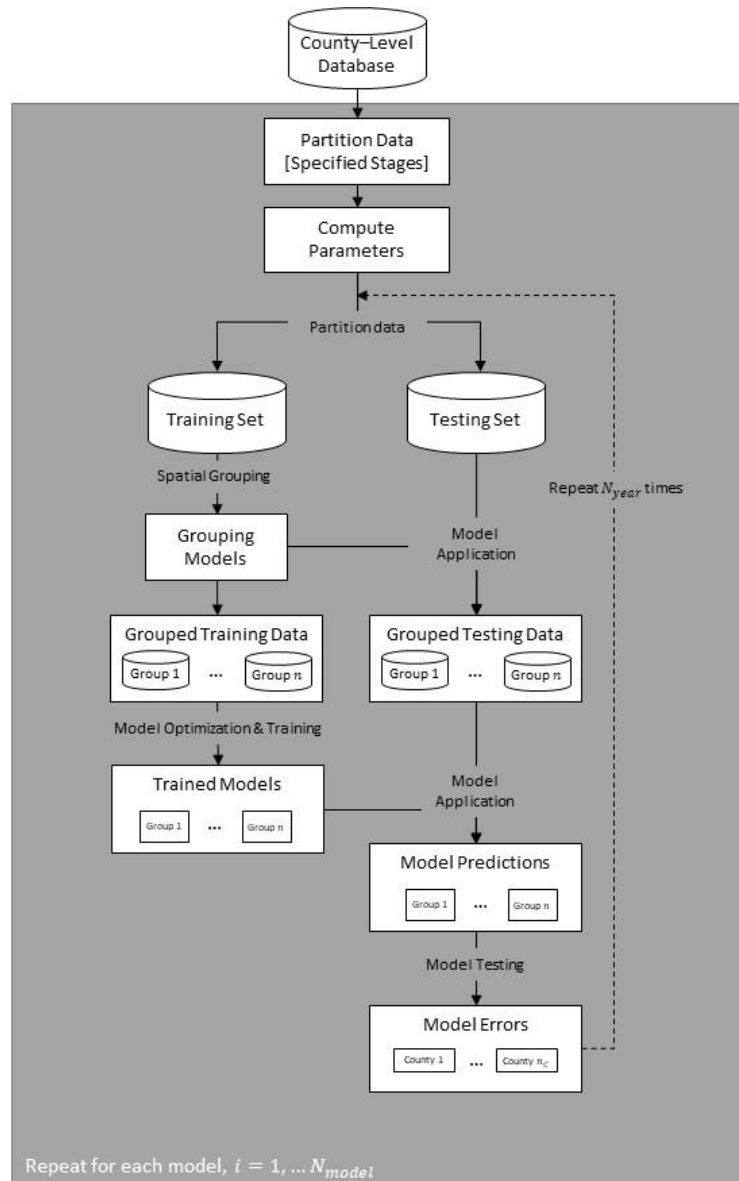 County–Level
Database
Partition Data
[Specified Stages]
Compute
Parameters
Partition data
Training Set
Testing Set
Spatial Grouping
Repeat N_year times
Grouping
Models
Model
Application
Grouped Training Data
Group 1 ... Group n
Grouped Testing Data
Group 1 ... Group n
Model Optimization & Training
Trained Models
Group 1 ... Group n
Model
Application
Model Predictions
Group 1 ... Group n
Model Testing
Model Errors
County 1 ... County n_c
Repeat for each model, i = 1, … N_model